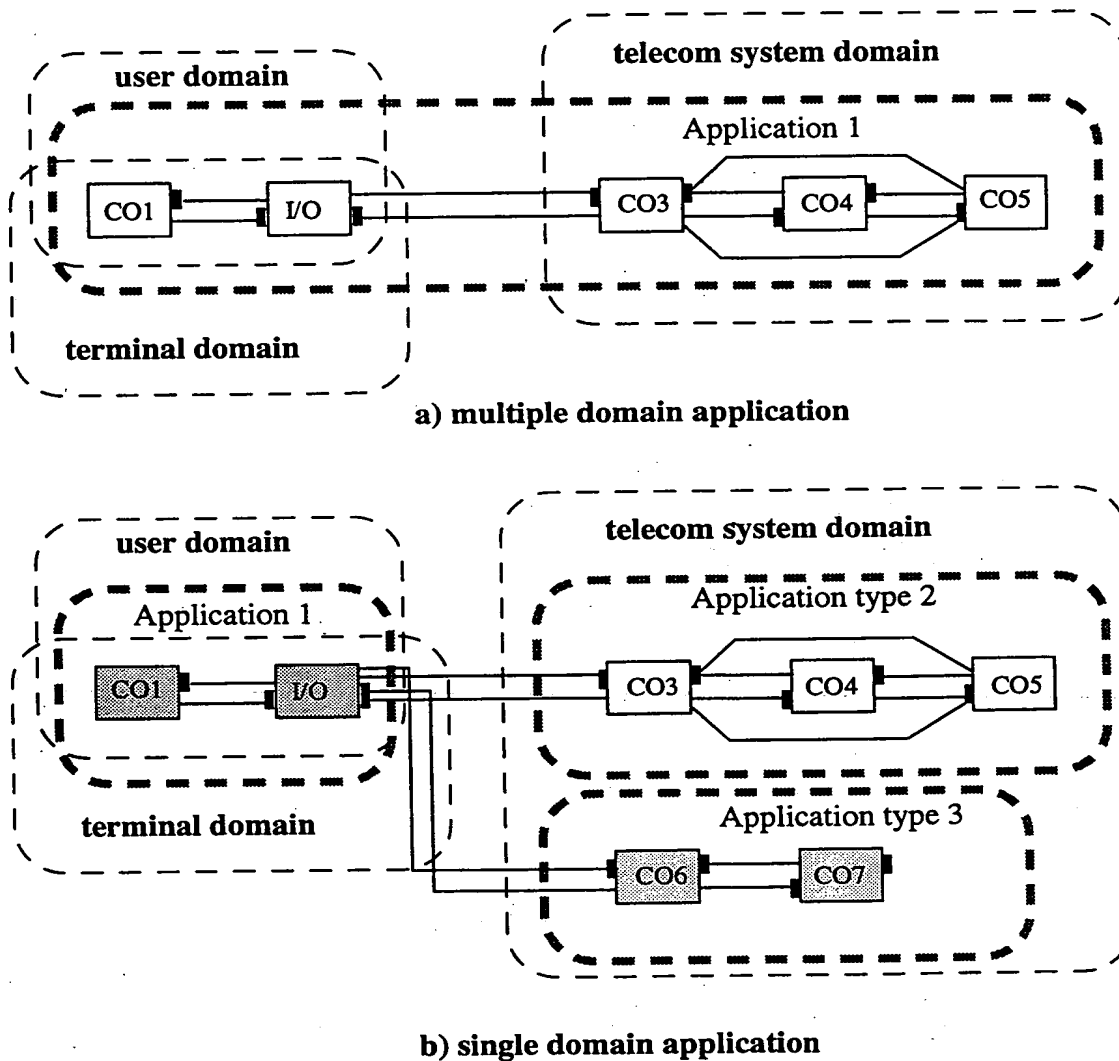 telecom system domain
user domain
Application 1
CO1
I/O
CO3
CO4
CO5
terminal domain
a) multiple domain application
telecom system domain
user domain
Application type 2
Application 1
CO1
I/O
CO3
CO4
CO5
terminal domain
Application type 3
CO6
CO7
b) single domain application